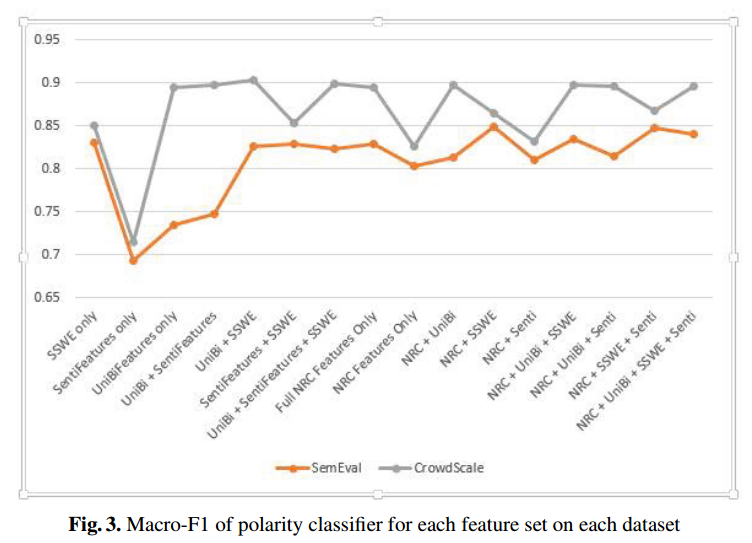 0.95
0.9
0.85
0.8
0.75
0.7
0.65
SSWE only
SentiFeatures only
UniBiFeatures only
UniBi + SentiFeatures
UniBi + SSWE
SentiFeatures + SSWE
UniBi + SentiFeatures + SSWE
Full NRC Features Only
NRC Features Only
NRC + UniBi
NRC + SSWE
NRC + Senti
NRC + UniBi + SSWE
NRC + UniBi + Senti
NRC + SSWE + Senti
NRC + UniBi + SSWE + Senti
SemEval CrowdScale
Fig. 3. Macro-F1 of polarity classifier for each feature set on each dataset